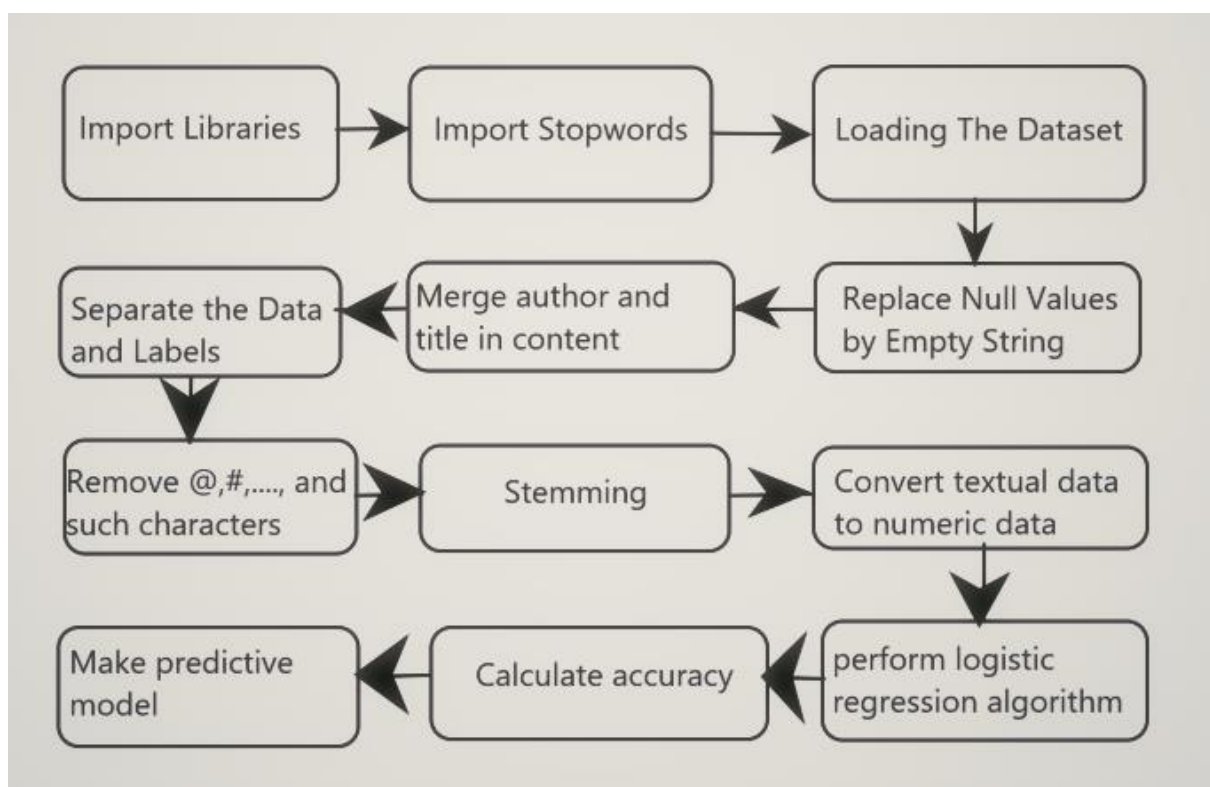 Import Libraries
Import Stopwords
Loading The Dataset
Replace Null Values
by Empty String
Merge author and
title in content
Separate the Data
and Labels
Remove @,#,...., and
such characters
Stemming
Convert textual data
to numeric data
perform logistic
regression algorithm
Calculate accuracy
Make predictive
model